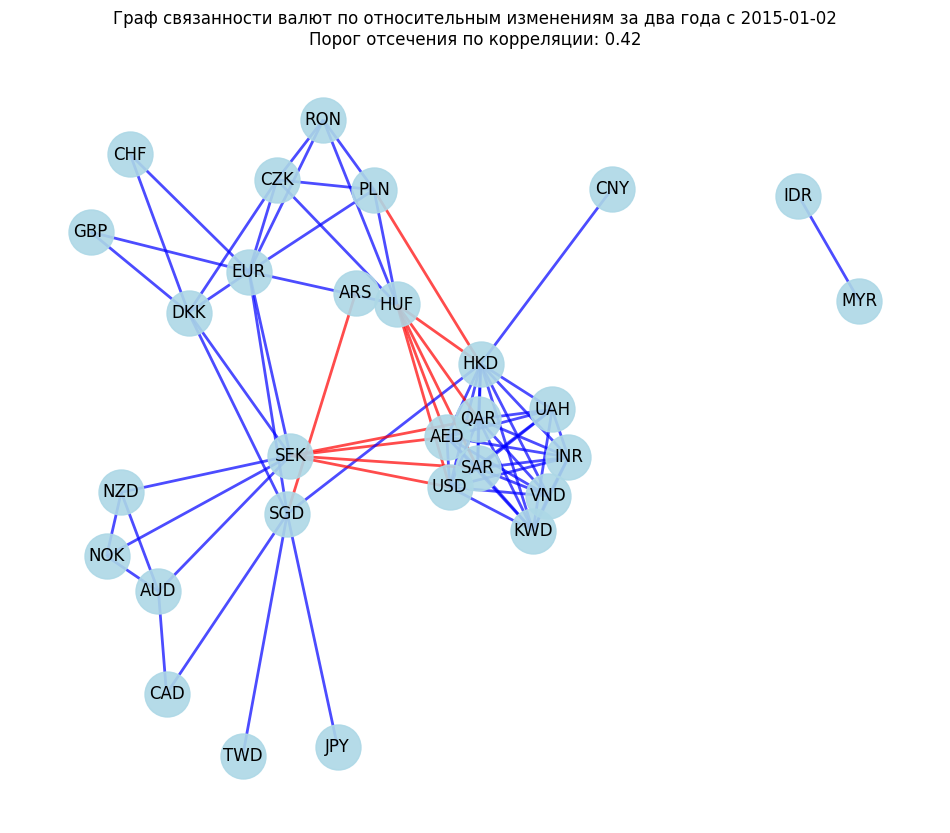 Граф связанности валют по относительным изменениям за два года с 2015-01-02
Порог отсечения по корреляции: 0.42
RON
CHF
CZK
PLN
CNY
IDR
GBP
EUR
ARS
HUF
MYR
DKK
HKD
UAH
QAR
AED
SEK
INR
SAR
USD
NZD
VND
SGD
KWD
NOK
AUD
CAD
TWD
JPY